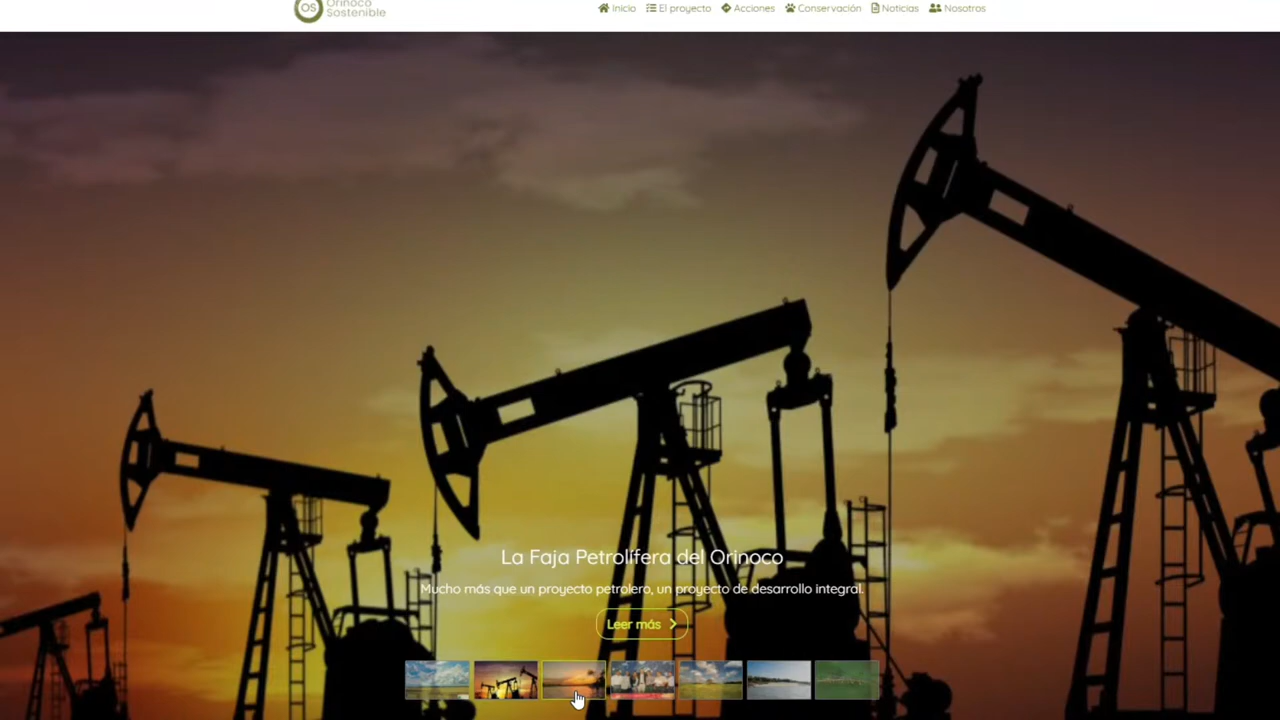 OS
Orinoco
Sostenible
Inicio El proyecto Acciones Conservación Noticias Nosotros
La Faja Petrolífera del Orinoco
Mucho más que un proyecto petrolero, un proyecto de desarrollo integral.
Leer más